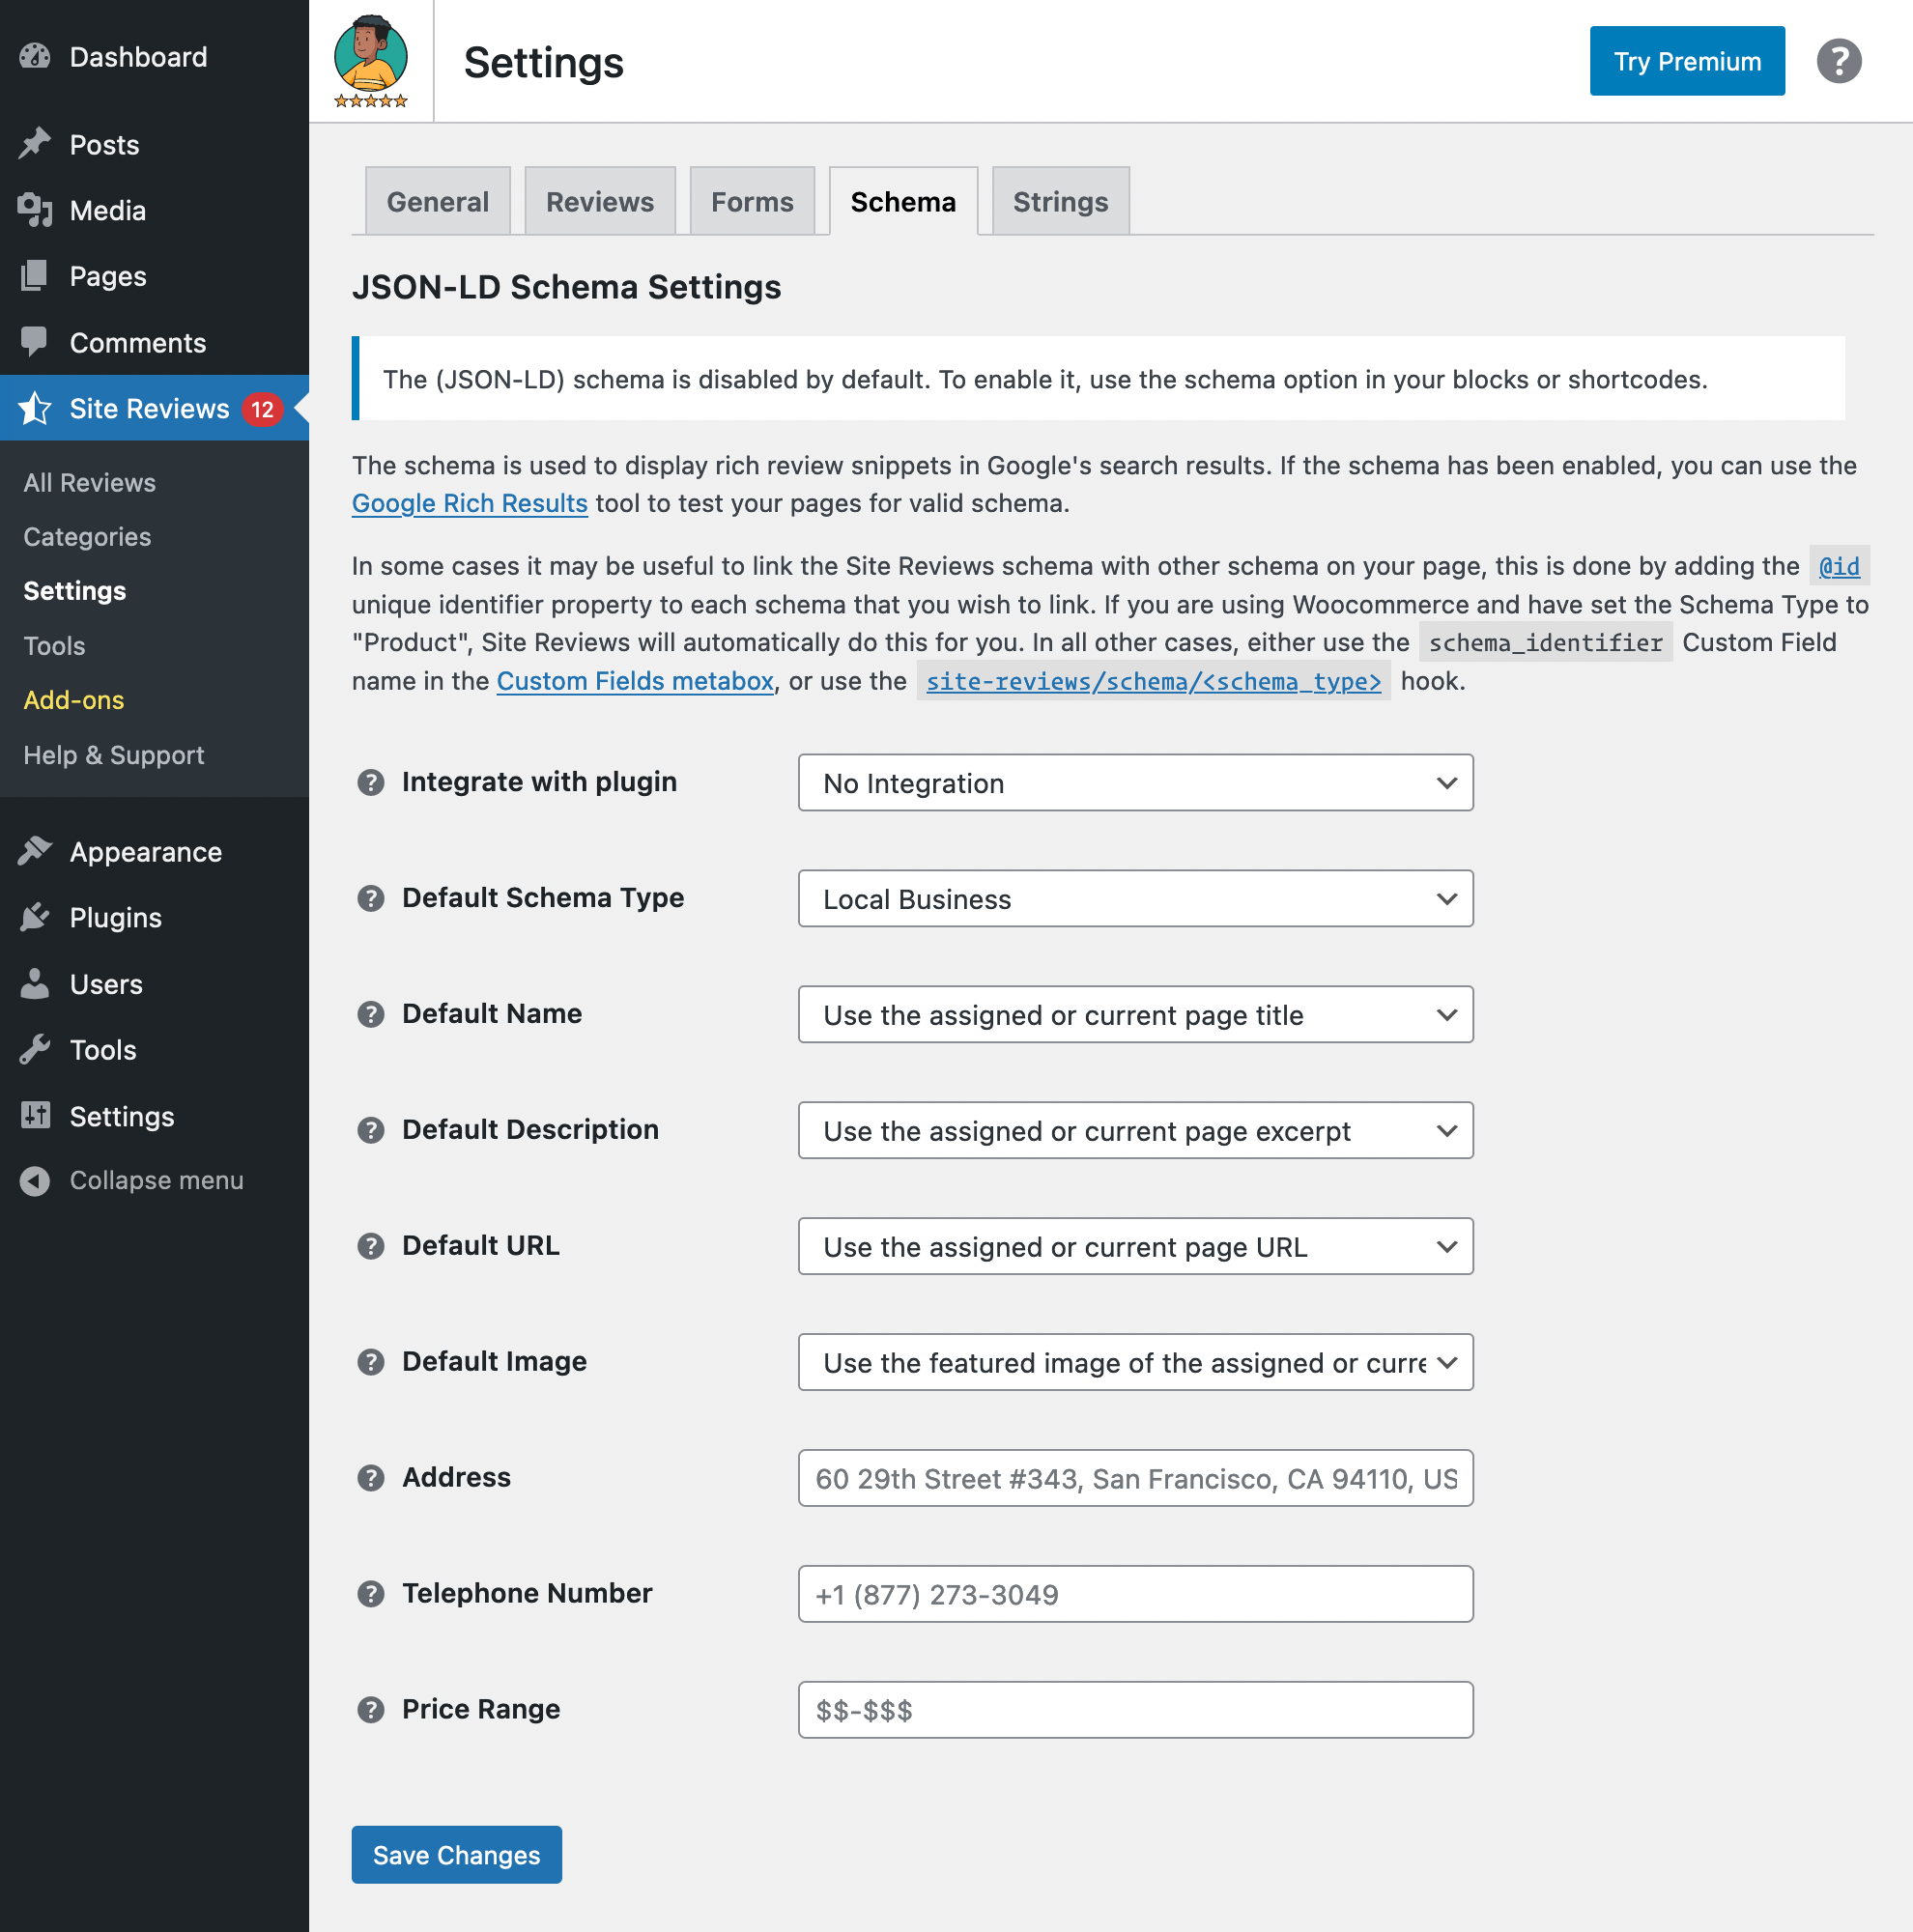 Dashboard
Posts
Media
Pages
Comments
Site Reviews 12
All Reviews
Categories
Settings
Tools
Add-ons
Help & Support
Appearance
Plugins
Users
Tools
Settings
Collapse menu
Settings
Try Premium
?
General
Reviews
Forms
Schema
Strings
JSON-LD Schema Settings
The (JSON-LD) schema is disabled by default. To enable it, use the schema option in your blocks or shortcodes.
The schema is used to display rich review snippets in Google's search results. If the schema has been enabled, you can use the
Google Rich Results tool to test your pages for valid schema.
In some cases it may be useful to link the Site Reviews schema with other schema on your page, this is done by adding the @id
unique identifier property to each schema that you wish to link. If you are using Woocommerce and have set the Schema Type to
"Product", Site Reviews will automatically do this for you. In all other cases, either use the schema_identifier Custom Field
name in the Custom Fields metabox, or use the site-reviews/schema/<schema_type> hook.
? Integrate with plugin
No Integration
? Default Schema Type
Local Business
? Default Name
Use the assigned or current page title
? Default Description
Use the assigned or current page excerpt
? Default URL
Use the assigned or current page URL
? Default Image
Use the featured image of the assigned or curre
? Address
60 29th Street #343, San Francisco, CA 94110, US
? Telephone Number
+1 (877) 273-3049
? Price Range
$$-$$$
Save Changes